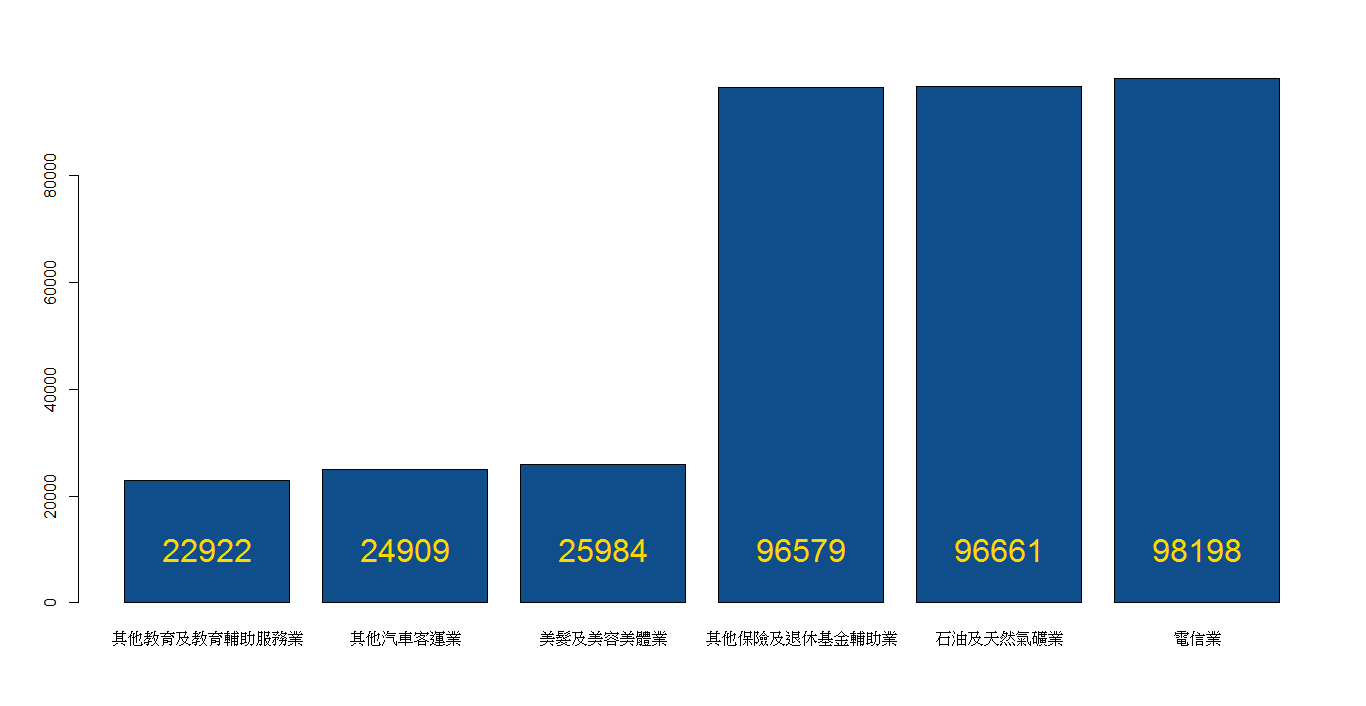 80000
60000
40000
20000
0
22922
24909
25984
96579
96661
98198
其他教育及教育輔助服務業
其他汽車客運業
美髮及美容美體業
其他保險及退休基金輔助業
石油及天然氣礦業
電信業